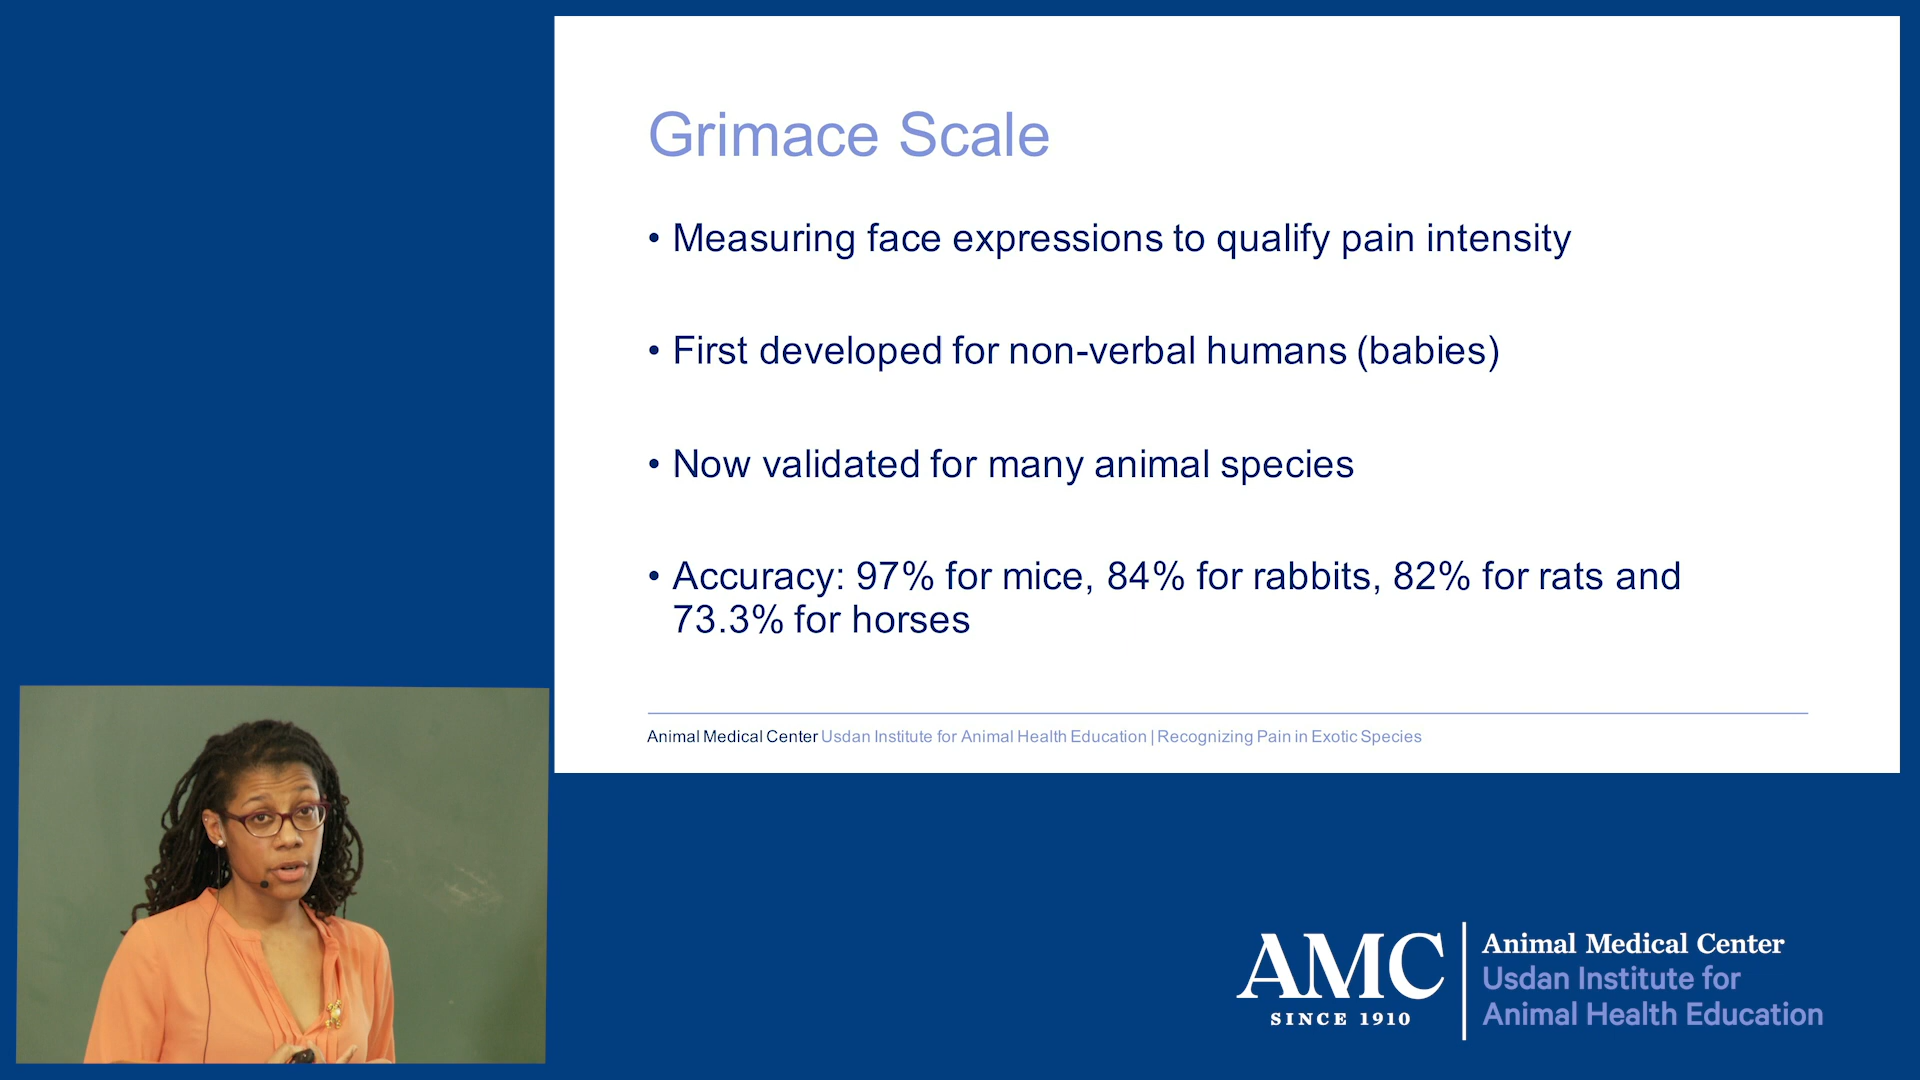 Grimace Scale
• Measuring face expressions to qualify pain intensity
• First developed for non-verbal humans (babies)
• Now validated for many animal species
• Accuracy: 97% for mice, 84% for rabbits, 82% for rats and
73.3% for horses
Animal Medical Center Usdan Institute for Animal Health Education | Recognizing Pain in Exotic Species
AMC
SINCE 1910
Animal Medical Center
Usdan Institute for
Animal Health Education